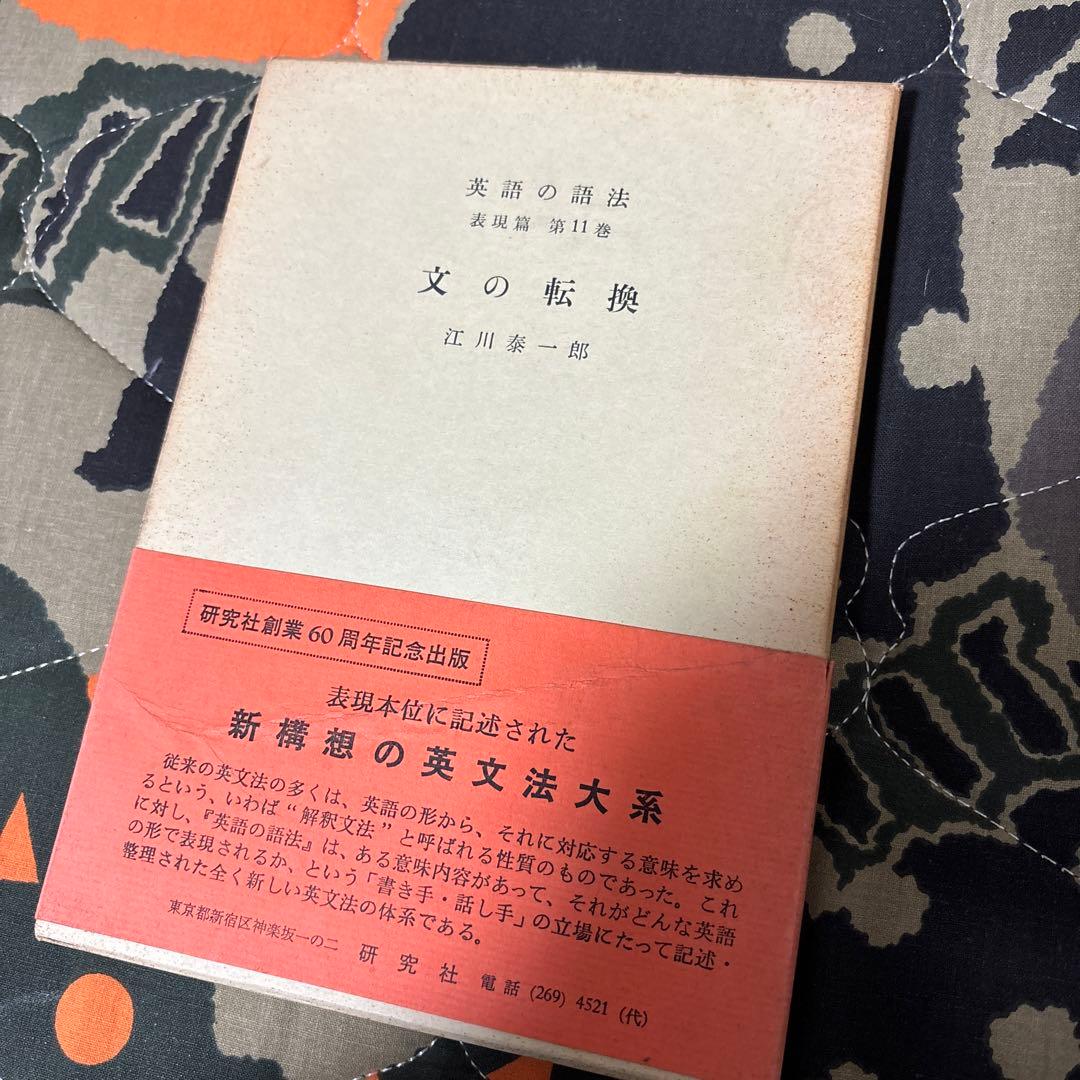 英語の語法
表現篇 第11巻
文の転換
江川泰一郎
研究社創業60周年記念出版
表現本位に記述された
新構想の英文法大系
従来の英文法の多くは、英語の形から、それに対応する意味を求め
るという、いわば“解釈文法”と呼ばれる性質のものであった。これ
に対し、『英語の語法』は、ある意味内容があって、それがどんな英語
の形で表現されるか、という「書き手・話し手」の立場にたって記述・
整理された全く新しい英文法の体系である。
東京都新宿区神楽坂一の二 研究社 電話 (269) 4521 (代)